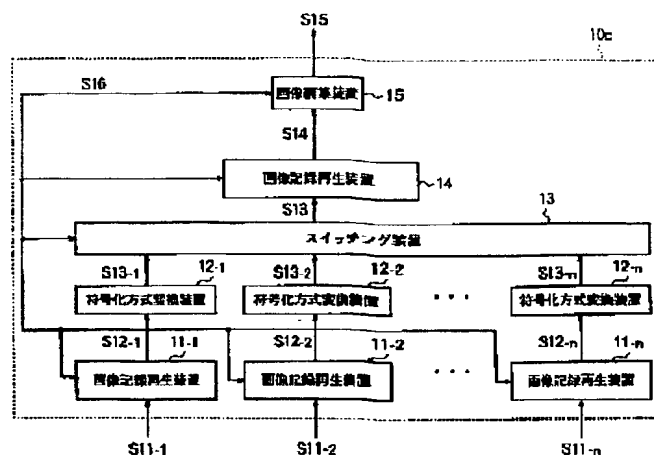 S15
10c
S16
画像編集装置
15
S14
画像記録再生装置
14
S13
13
スイッチング装置
S13-1
12-1
S13-2
12-2
S13-n
12-n
符号化方式変換装置
符号化方式変換装置
・・・
符号化方式変換装置
S12-1
11-1
S12-2
11-2
S12-n
11-n
画像記録再生装置
画像記録再生装置
・・・
画像記録再生装置
S11-1
S11-2
S11-n